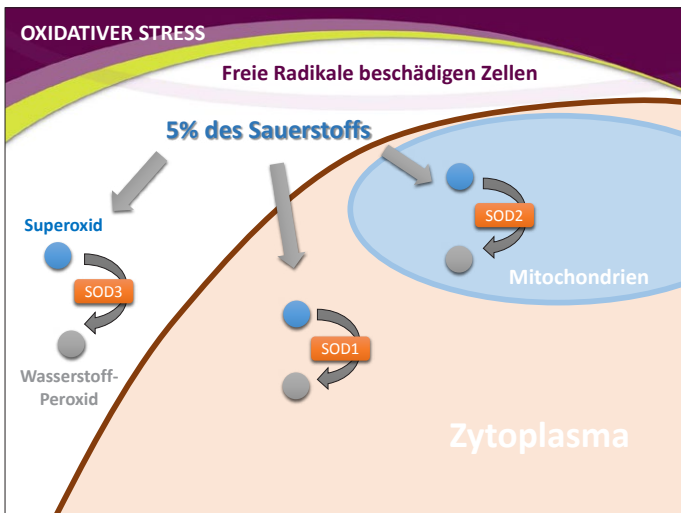 OXIDATIVER STRESS
Freie Radikale beschädigen Zellen
5% des Sauerstoffs
Superoxid
SOD2
SOD3
Mitochondrien
SOD1
Wasserstoff-
Peroxid
Zytoplasma